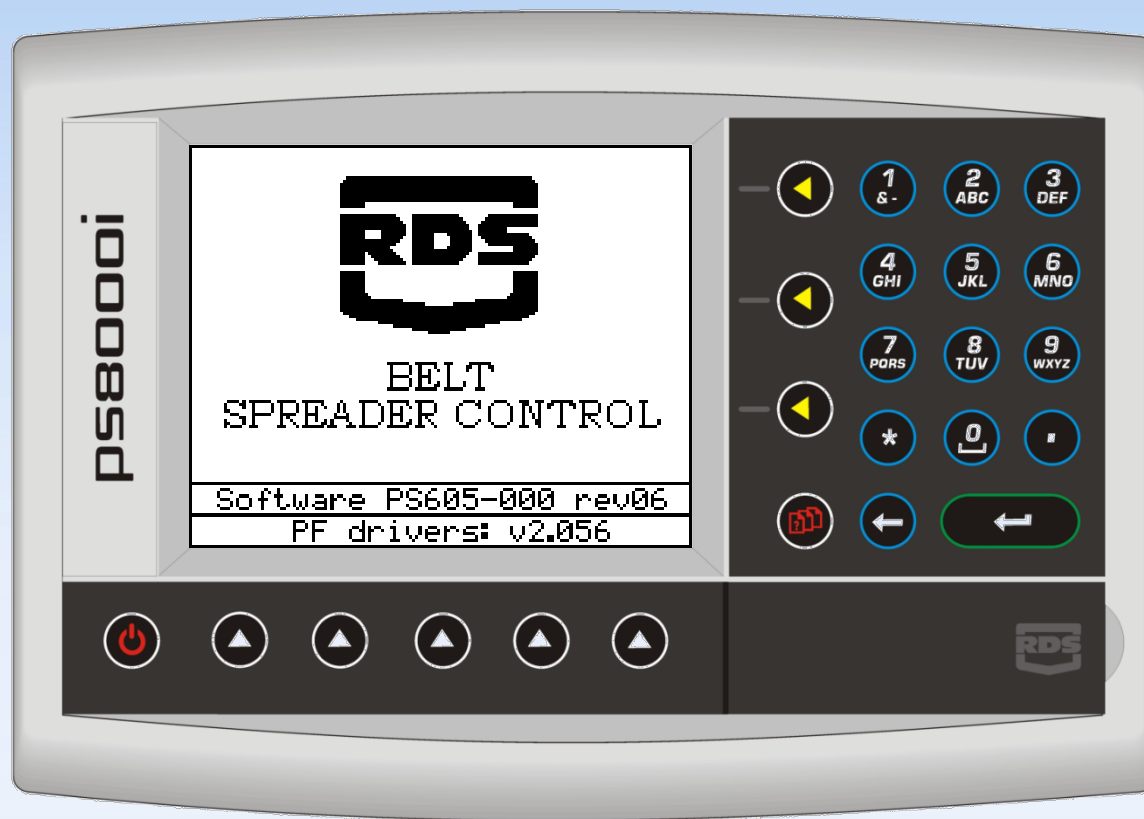 ps8000i
RDS
BELT
SPREADER CONTROL
Software PS605-000 rev06
PF drivers: v2.056
1
& -
2
ABC
3
DEF
4
GHI
5
JKL
6
MNO
7
PQRS
8
TUV
9
WXYZ
*
0
.
?
RDS